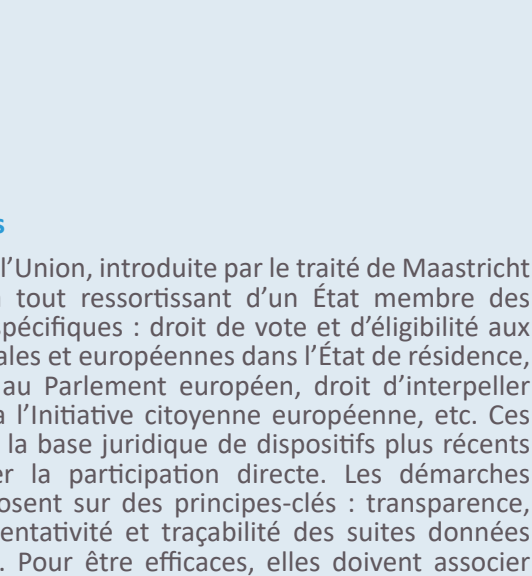 s
l’Union, introduite par le traité de Maastricht
tout ressortissant d’un État membre des
spécifiques : droit de vote et d’éligibilité aux
ales et européennes dans l’État de résidence,
au Parlement européen, droit d’interpeller
l’Initiative citoyenne européenne, etc. Ces
la base juridique de dispositifs plus récents
er la participation directe. Les démarches
osent sur des principes-clés : transparence,
entativité et traçabilité des suites données
. Pour être efficaces, elles doivent associer